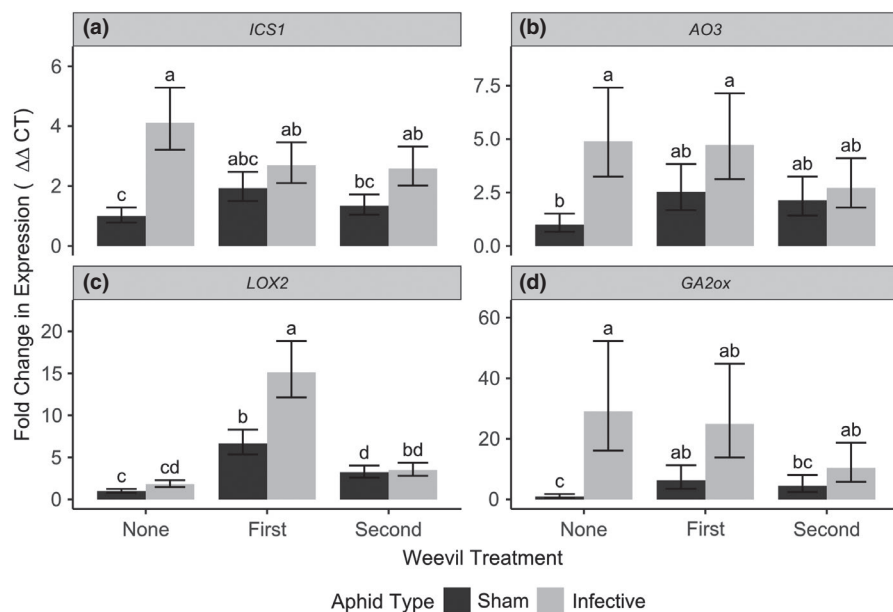 (a) ICS1
6
4
2
0
a
c
abc
ab
bc
ab
(b) AO3
7.5
5.0
2.5
0.0
a
b
ab
a
ab
ab
(c) LOX2
20
15
10
5
0
c
cd
b
a
d
bd
(d) GA2ox
60
40
20
0
c
a
ab
ab
bc
ab
None First Second
None First Second
Fold Change in Expression ( ΔΔ CT)
Weevil Treatment
Aphid Type Sham Infective